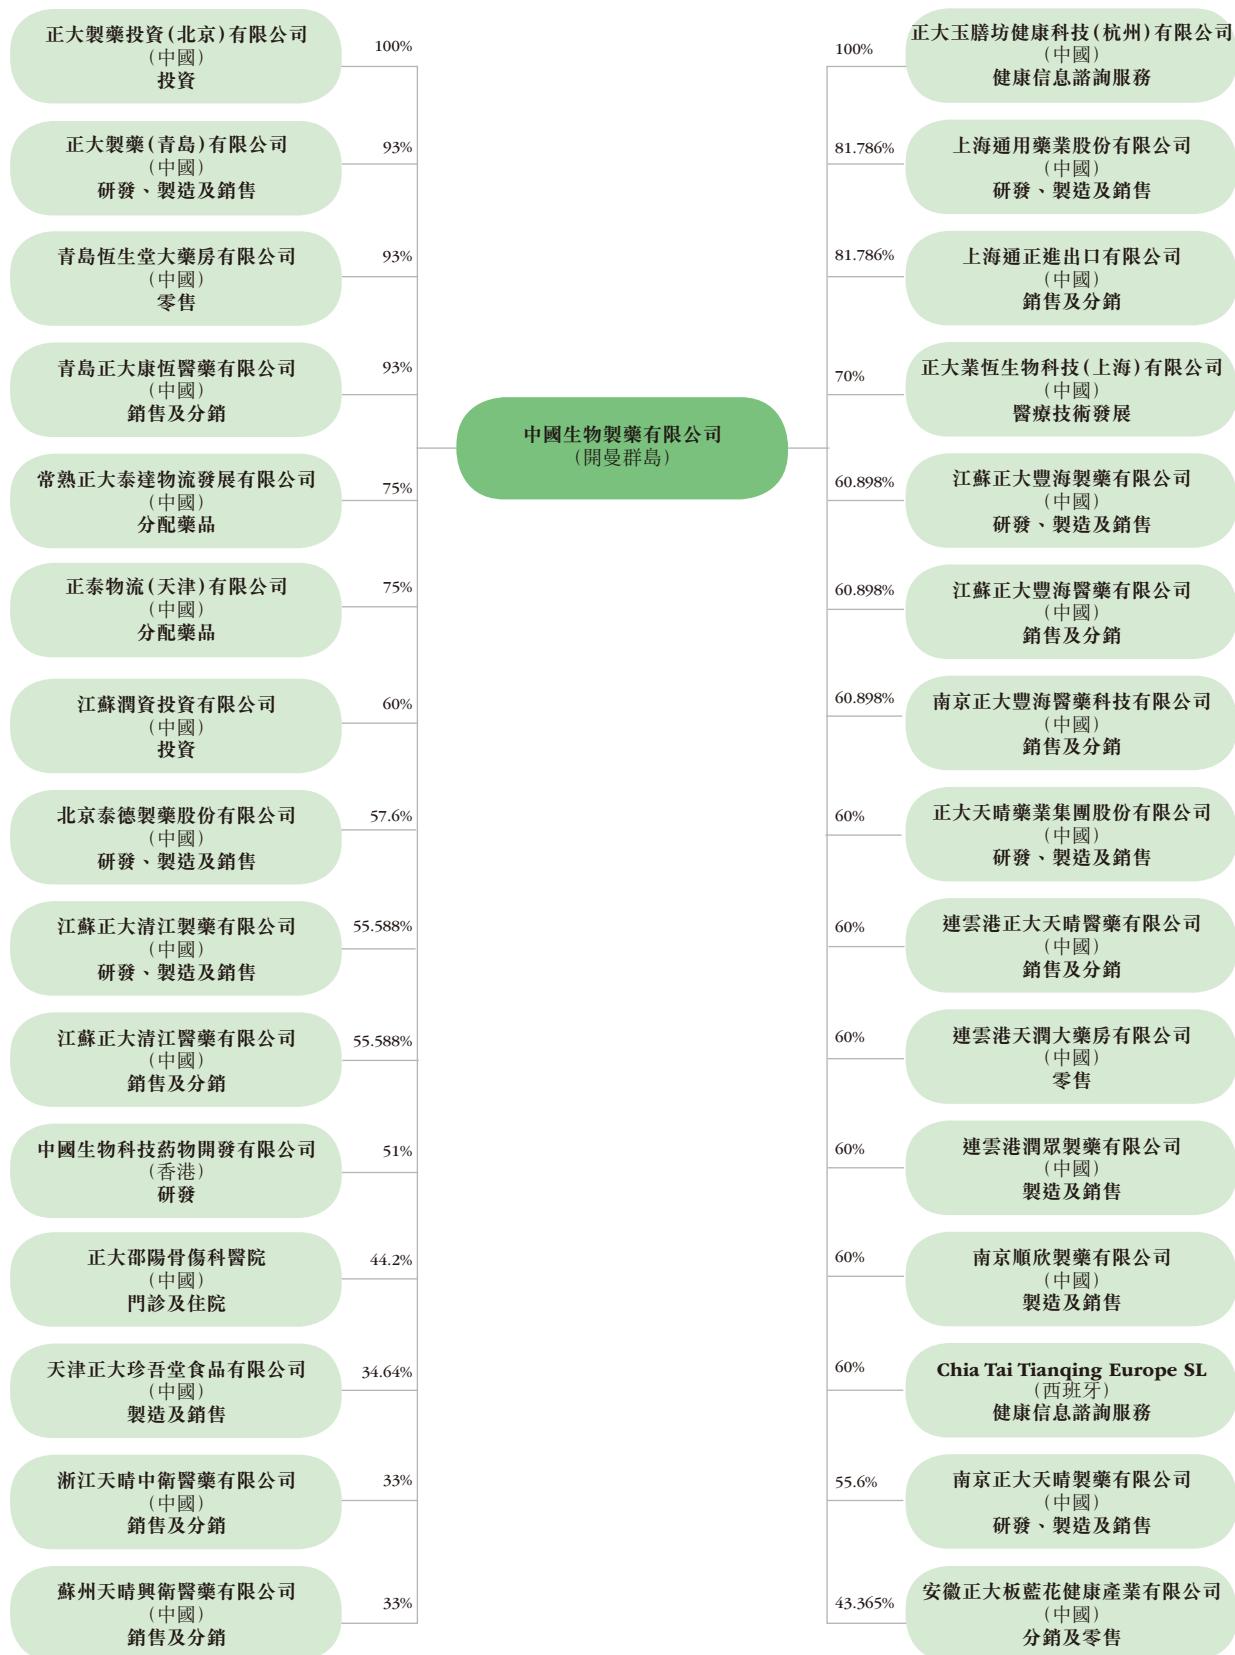 正大製藥投資(北京)有限公司
(中國)
投資
100%
正大製藥(青島)有限公司
(中國)
研發、製造及銷售
93%
青島恆生堂大藥房有限公司
(中國)
零售
93%
青島正大康恆醫藥有限公司
(中國)
銷售及分銷
93%
常熟正大泰達物流發展有限公司
(中國)
分配藥品
75%
正泰物流(天津)有限公司
(中國)
分配藥品
75%
江蘇潤資投資有限公司
(中國)
投資
60%
北京泰德製藥股份有限公司
(中國)
研發、製造及銷售
57.6%
江蘇正大清江製藥有限公司
(中國)
研發、製造及銷售
55.588%
江蘇正大清江醫藥有限公司
(中國)
銷售及分銷
55.588%
中國生物科技葯物開發有限公司
(香港)
研發
51%
正大邵陽骨傷科醫院
(中國)
門診及住院
44.2%
天津正大珍吾堂食品有限公司
(中國)
製造及銷售
34.64%
浙江天晴中衛醫藥有限公司
(中國)
銷售及分銷
33%
蘇州天晴興衛醫藥有限公司
(中國)
銷售及分銷
33%
中國生物製藥有限公司
(開曼群島)
100%
正大玉膳坊健康科技(杭州)有限公司
(中國)
健康信息諮詢服務
81.786%
上海通用藥業股份有限公司
(中國)
研發、製造及銷售
81.786%
上海通正進出口有限公司
(中國)
銷售及分銷
70%
正大業恆生物科技(上海)有限公司
(中國)
醫療技術發展
60.898%
江蘇正大豐海製藥有限公司
(中國)
研發、製造及銷售
60.898%
江蘇正大豐海醫藥有限公司
(中國)
銷售及分銷
60.898%
南京正大豐海醫藥科技有限公司
(中國)
銷售及分銷
60%
正大天晴藥業集團股份有限公司
(中國)
研發、製造及銷售
60%
連雲港正大天晴醫藥有限公司
(中國)
銷售及分銷
60%
連雲港天潤大藥房有限公司
(中國)
零售
60%
連雲港潤眾製藥有限公司
(中國)
製造及銷售
60%
南京順欣製藥有限公司
(中國)
製造及銷售
60%
Chia Tai Tianqing Europe SL
(西班牙)
健康信息諮詢服務
55.6%
南京正大天晴製藥有限公司
(中國)
研發、製造及銷售
43.365%
安徽正大板藍花健康產業有限公司
(中國)
分銷及零售